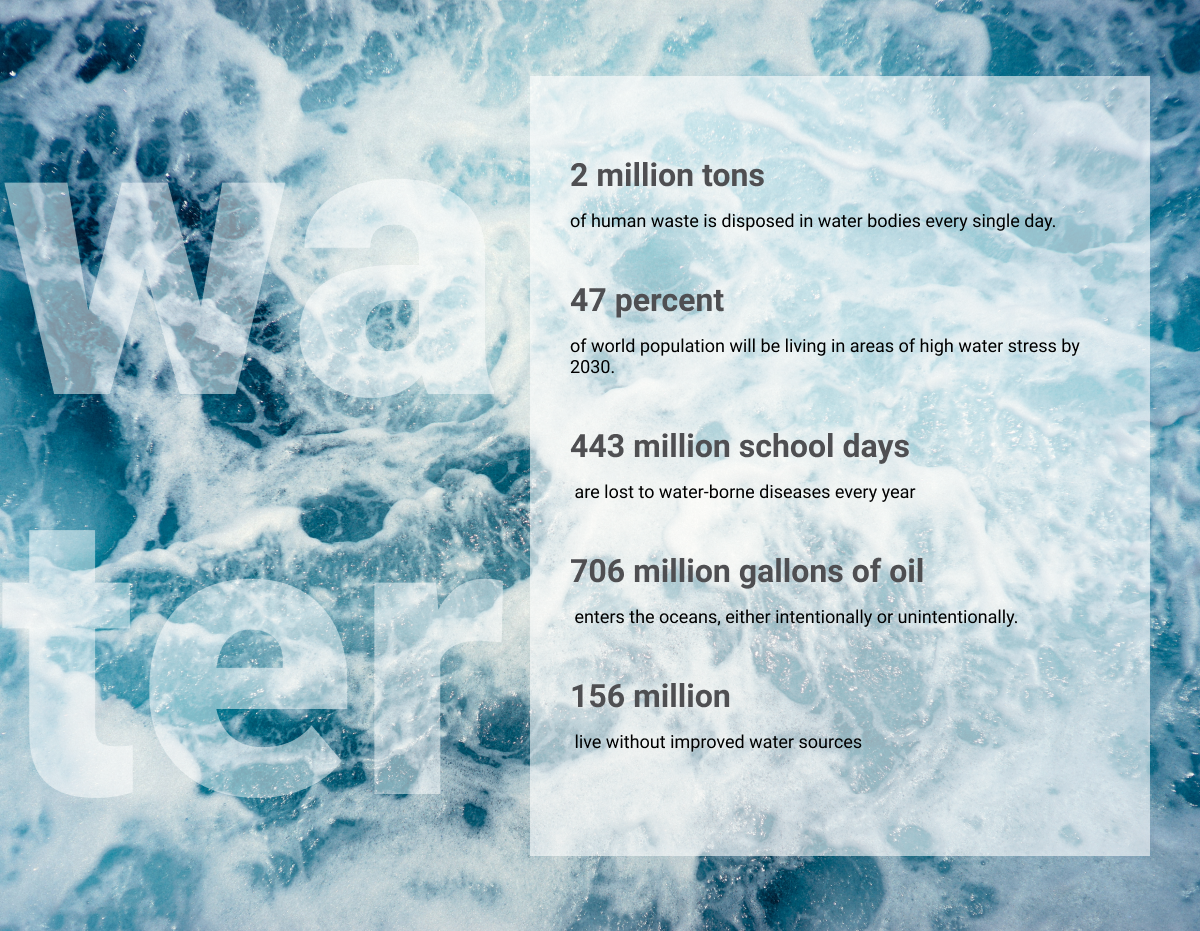 wa
ter
2 million tons
of human waste is disposed in water bodies every single day.
47 percent
of world population will be living in areas of high water stress by
2030.
443 million school days
are lost to water-borne diseases every year
706 million gallons of oil
enters the oceans, either intentionally or unintentionally.
156 million
live without improved water sources